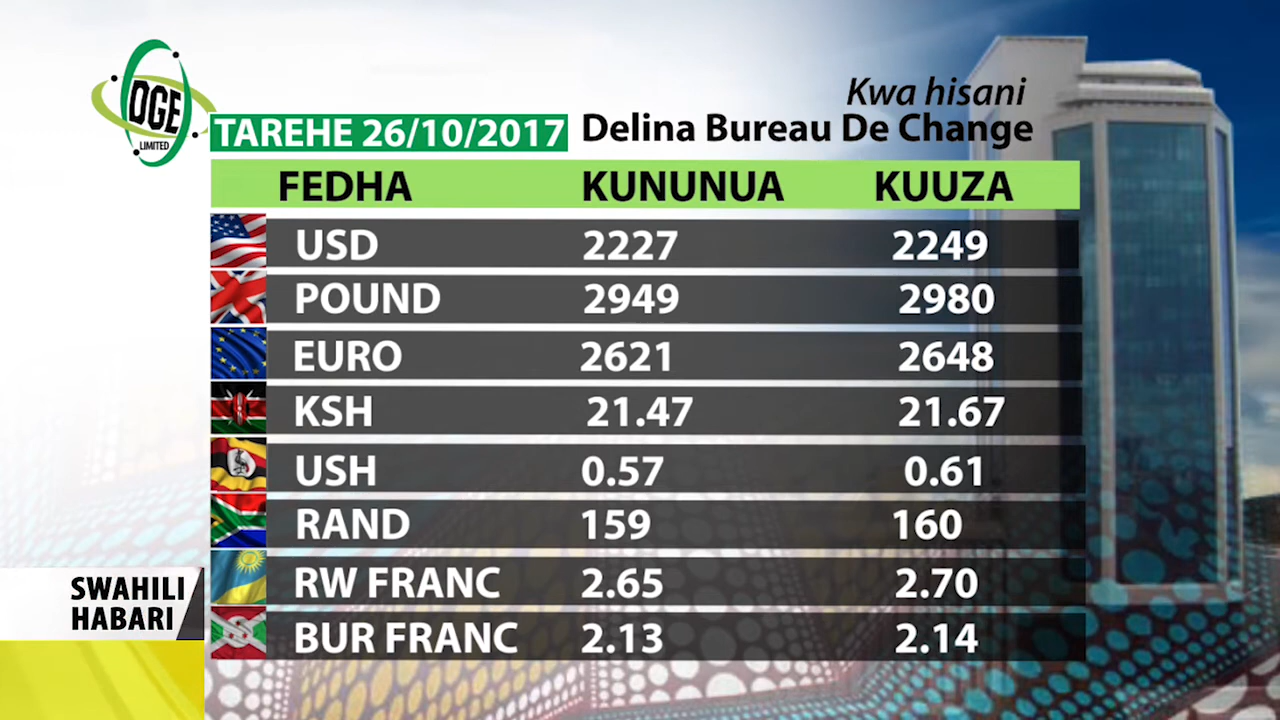 DGE
LIMITED
Kwa hisani
TAREHE 26/10/2017 Delina Bureau De Change
FEDHA KUNUNUA KUUZA
USD 2227 2249
POUND 2949 2980
EURO 2621 2648
KSH 21.47 21.67
USH 0.57 0.61
RAND 159 160
RW FRANC 2.65 2.70
BUR FRANC 2.13 2.14
SWAHILI
HABARI